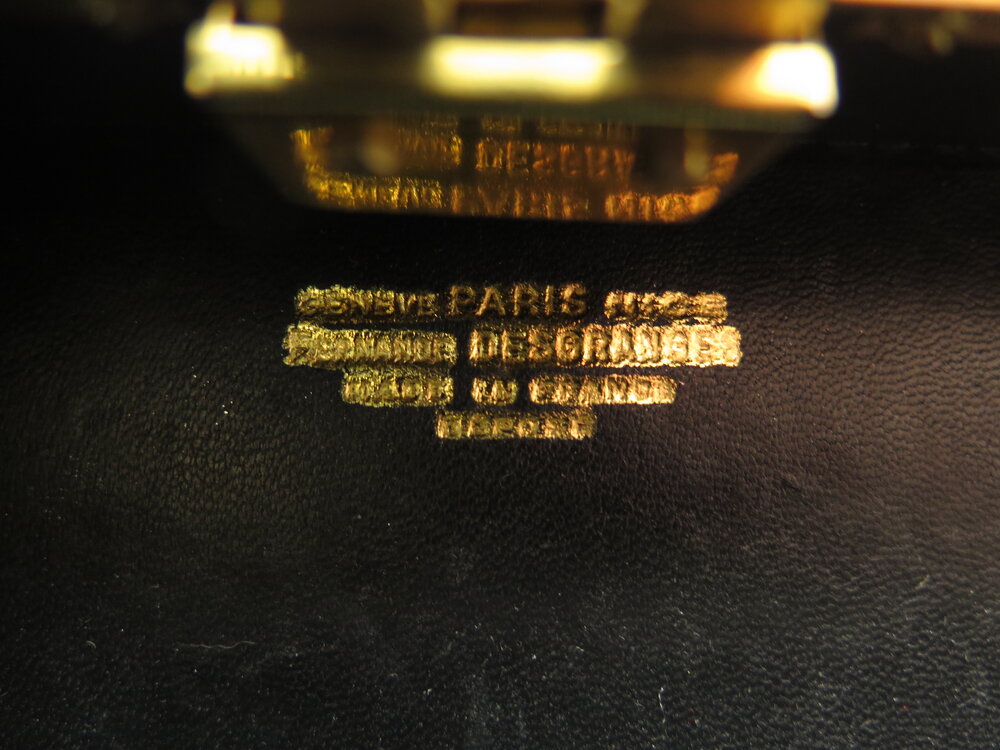 GENEVE PARIS
FERNANDE DESGRANGES
MADE IN FRANCE
DEPOSE